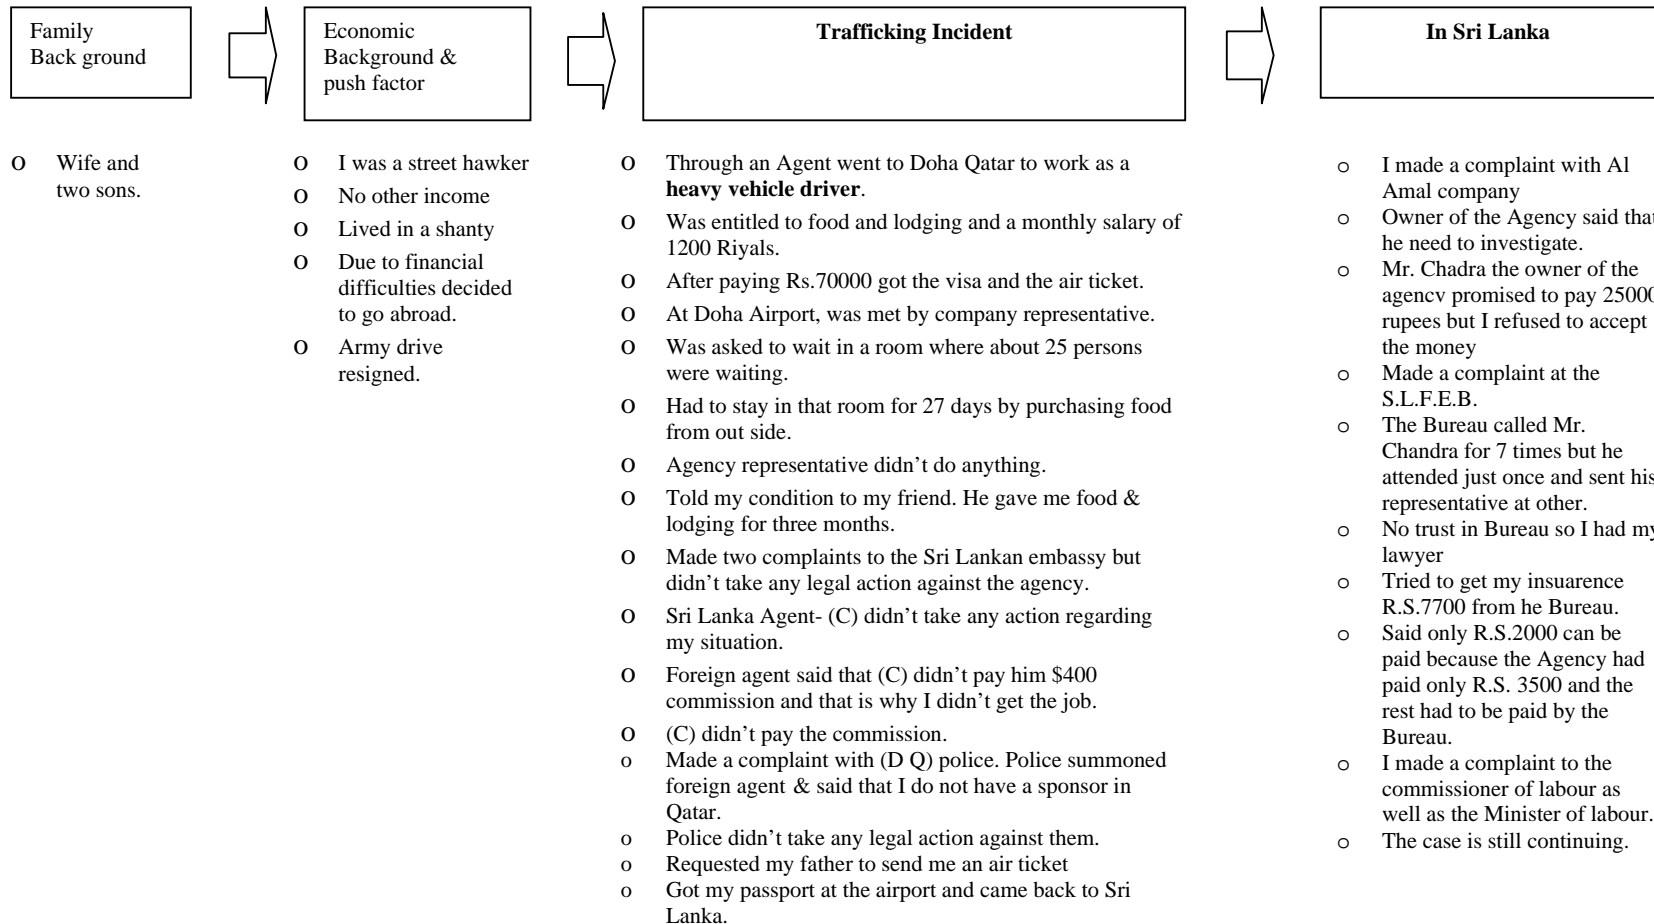 Family
Back ground
Economic
Background &
push factor
Trafficking Incident
In Sri Lanka
o Wife and
two sons.
o I was a street hawker
o No other income
o Lived in a shanty
o Due to financial
difficulties decided
to go abroad.
o Army drive
resigned.
o Through an Agent went to Doha Qatar to work as a
heavy vehicle driver.
o Was entitled to food and lodging and a monthly salary of
1200 Riyals.
o After paying Rs.70000 got the visa and the air ticket.
o At Doha Airport, was met by company representative.
o Was asked to wait in a room where about 25 persons
were waiting.
o Had to stay in that room for 27 days by purchasing food
from out side.
o Agency representative didn’t do anything.
o Told my condition to my friend. He gave me food &
lodging for three months.
o Made two complaints to the Sri Lankan embassy but
didn’t take any legal action against the agency.
o Sri Lanka Agent- (C) didn’t take any action regarding
my situation.
o Foreign agent said that (C) didn’t pay him $400
commission and that is why I didn’t get the job.
o (C) didn’t pay the commission.
o Made a complaint with (D Q) police. Police summoned
foreign agent & said that I do not have a sponsor in
Qatar.
o Police didn’t take any legal action against them.
o Requested my father to send me an air ticket
o Got my passport at the airport and came back to Sri
Lanka.
o I made a complaint with Al
Amal company
o Owner of the Agency said that
he need to investigate.
o Mr. Chadra the owner of the
agencv promised to pay 25000
rupees but I refused to accept
the money
o Made a complaint at the
S.L.F.E.B.
o The Bureau called Mr.
Chandra for 7 times but he
attended just once and sent his
representative at other.
o No trust in Bureau so I had my
lawyer
o Tried to get my insuarence
R.S.7700 from he Bureau.
o Said only R.S.2000 can be
paid because the Agency had
paid only R.S. 3500 and the
rest had to be paid by the
Bureau.
o I made a complaint to the
commissioner of labour as
well as the Minister of labour.
o The case is still continuing.